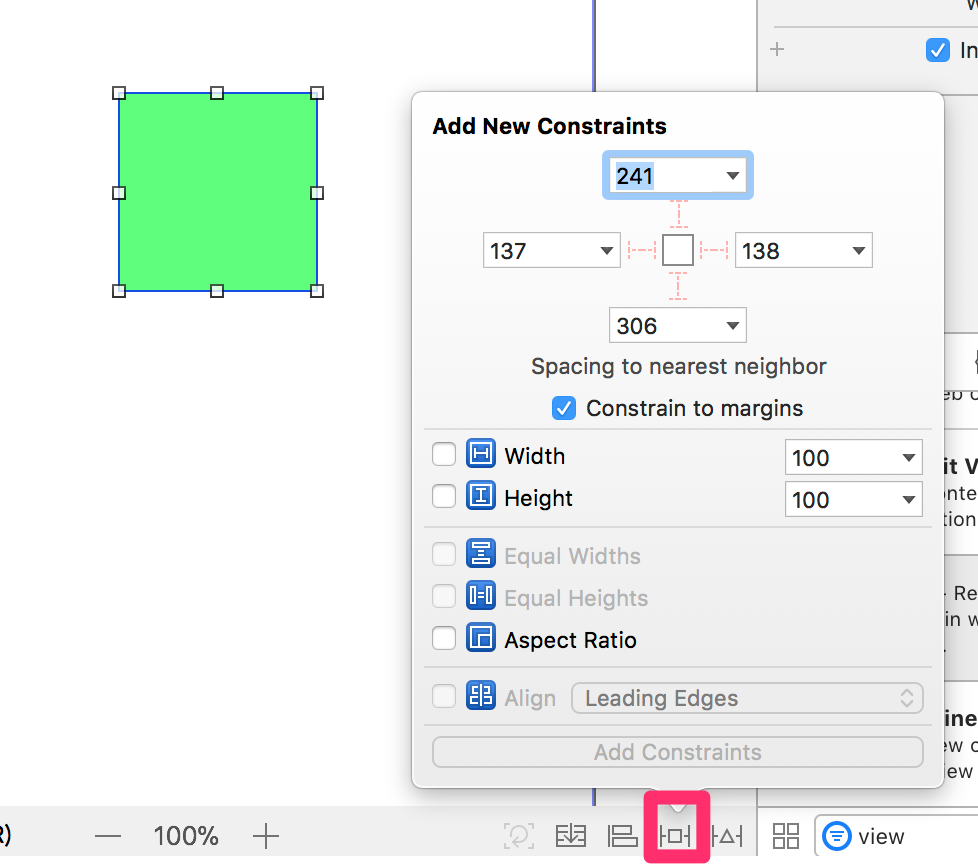 In
Add New Constraints
241
137
138
306
Spacing to nearest neighbor
Constrain to margins
Width 100
Height 100
Equal Widths
Equal Heights
Aspect Ratio
Align Leading Edges
Add Constraints
it V
onte
tion
- Re
in w
ine
ew
iew
R) 100% view